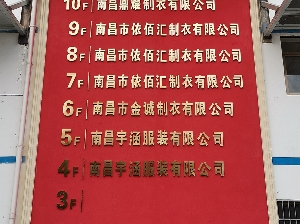 10F 南昌鼎耀制衣有限公司
9F 南昌市依佰汇制衣有限公司
8F 南昌市依佰汇制衣有限公司
7F 南昌市依佰汇制衣有限公司
6F 南昌市金诚制衣有限公司
5F 南昌宇涵服装有限公司
4F 南昌宇涵服装有限公司
3F